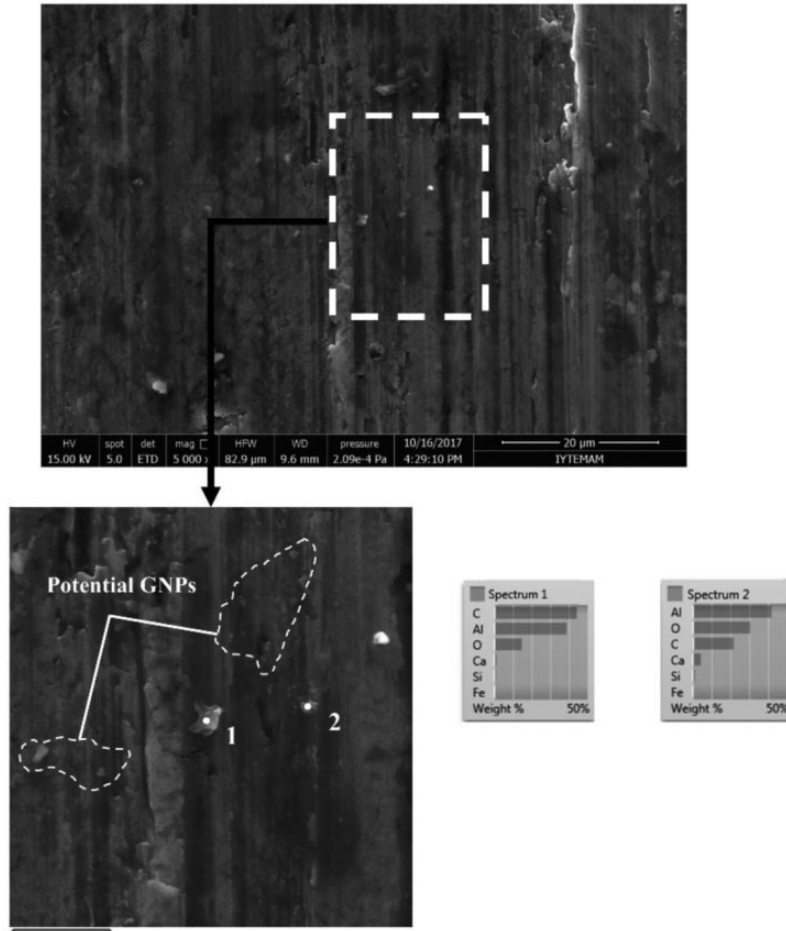 HV spot det mag HFW WD pressure 10/16/2017 20 µm
15.00 kV 5.0 ETD 5 000 x 82.9 µm 9.6 mm 2.09e-4 Pa 4:29:10 PM IYTEMAM
Potential GNPs
1
2
Spectrum 1
C
Al
O
Ca
Si
Fe
Weight % 50%
Spectrum 2
Al
O
C
Ca
Si
Fe
Weight % 50%